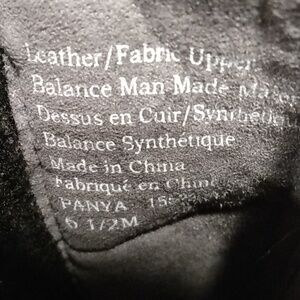 Leather/Fabric Upper
Balance Man Made
Dessus en Cuir/Synthétique
Balance Synthétique
Made in China
Fabriqué en Chine
PANYA
6 1/2M